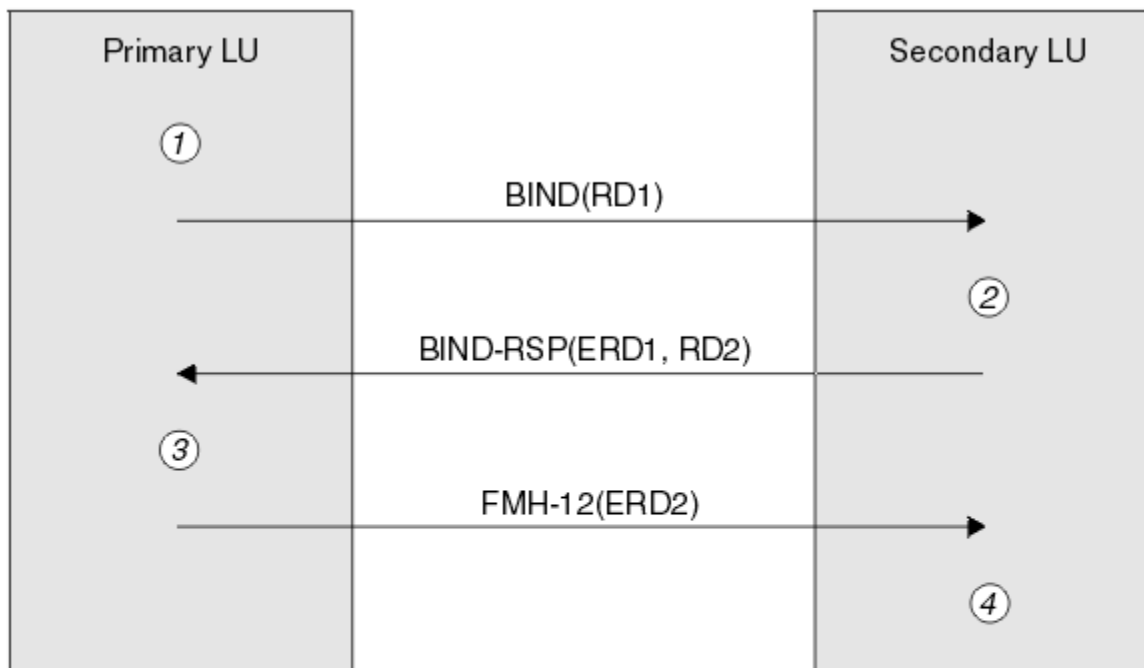 Primary LU
Secondary LU
1
BIND(RD1)
2
BIND-RSP(ERD1, RD2)
3
FMH-12(ERD2)
4